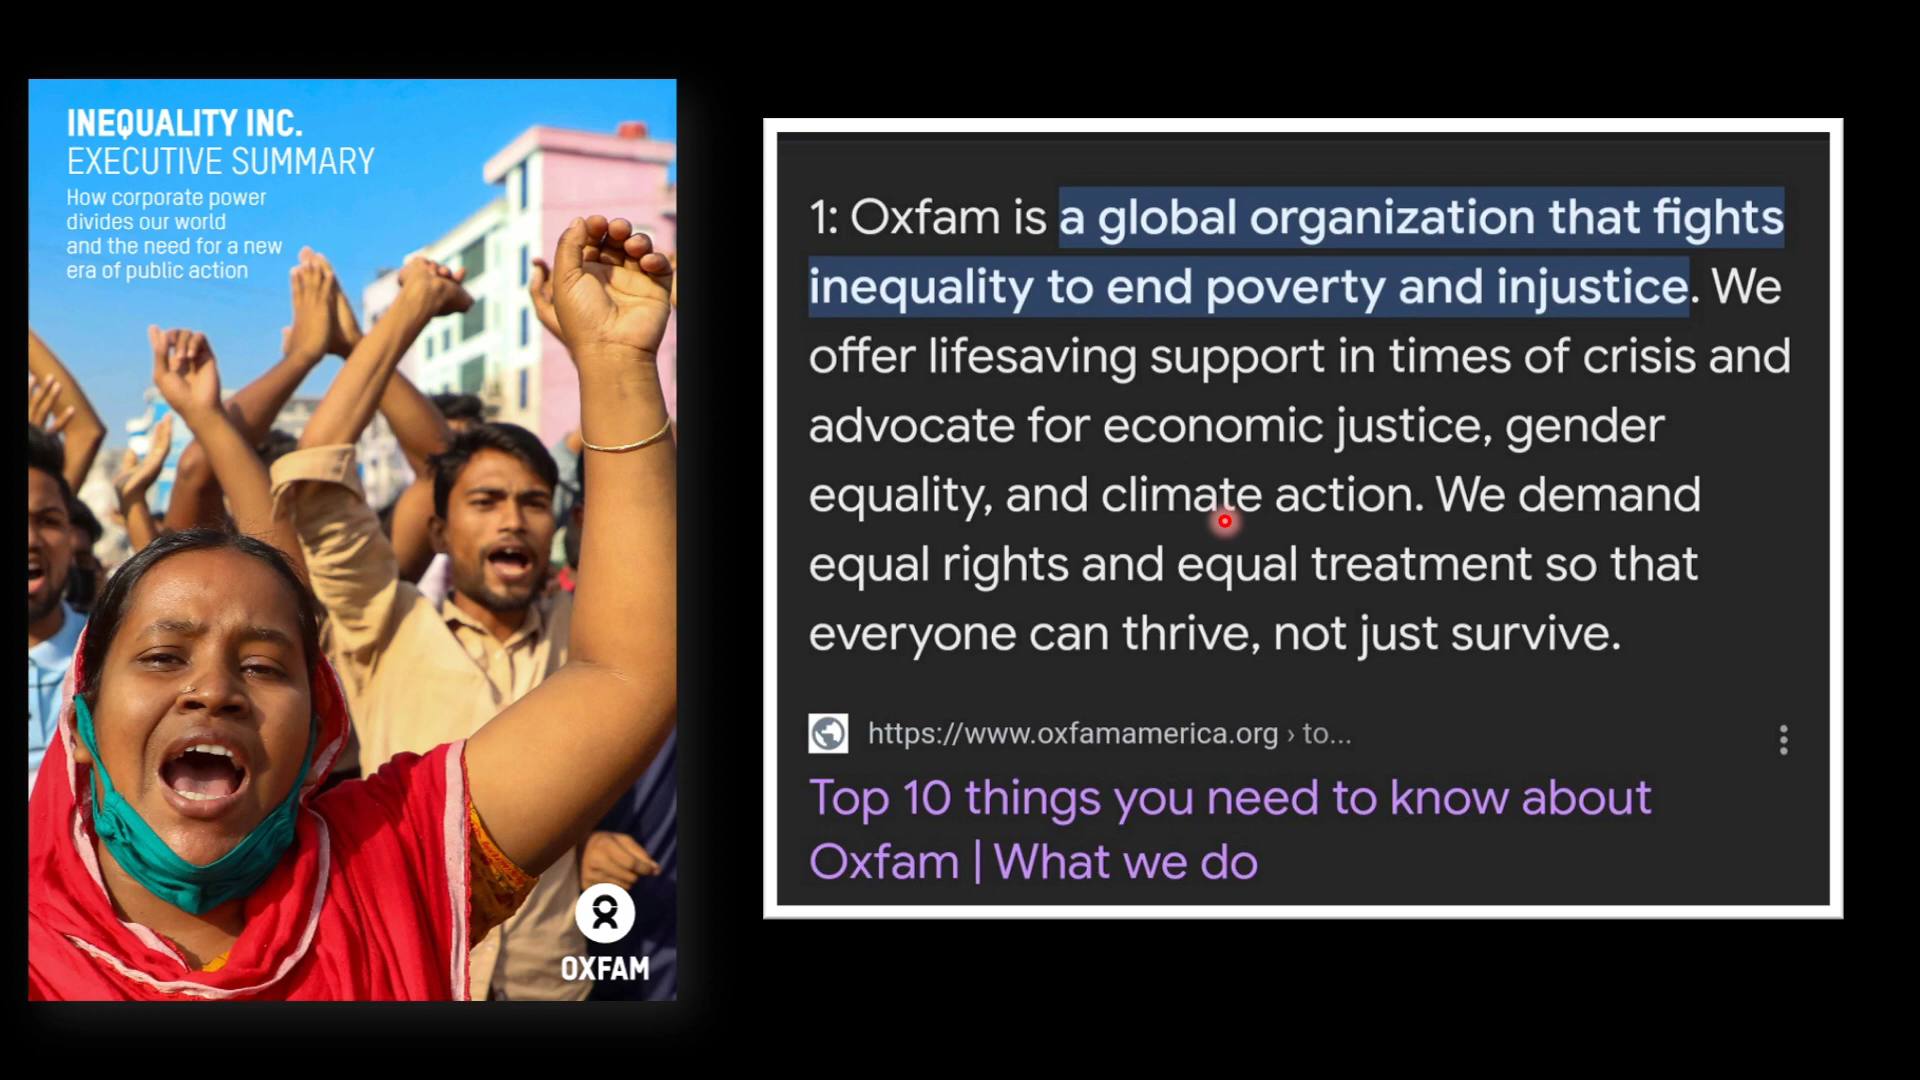 INEQUALITY INC.
EXECUTIVE SUMMARY
How corporate power
divides our world
and the need for a new
era of public action
OXFAM
1: Oxfam is a global organization that fights
inequality to end poverty and injustice. We
offer lifesaving support in times of crisis and
advocate for economic justice, gender
equality, and climate action. We demand
equal rights and equal treatment so that
everyone can thrive, not just survive.
https://www.oxfamamerica.org › to...
Top 10 things you need to know about
Oxfam | What we do